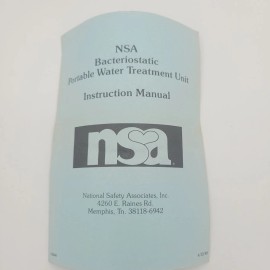 NSA
Bacteriostatic
Portable Water Treatment Unit
Instruction Manual
nsa
National Safety Associates, Inc
4260 E. Raines Rd.
Memphis, Tn. 38118-6942